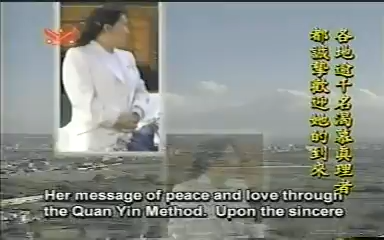 各地逾千名渴慕真理者
都誠摯歡迎她的到來
Her message of peace and love through
the Quan Yin Method. Upon the sincere